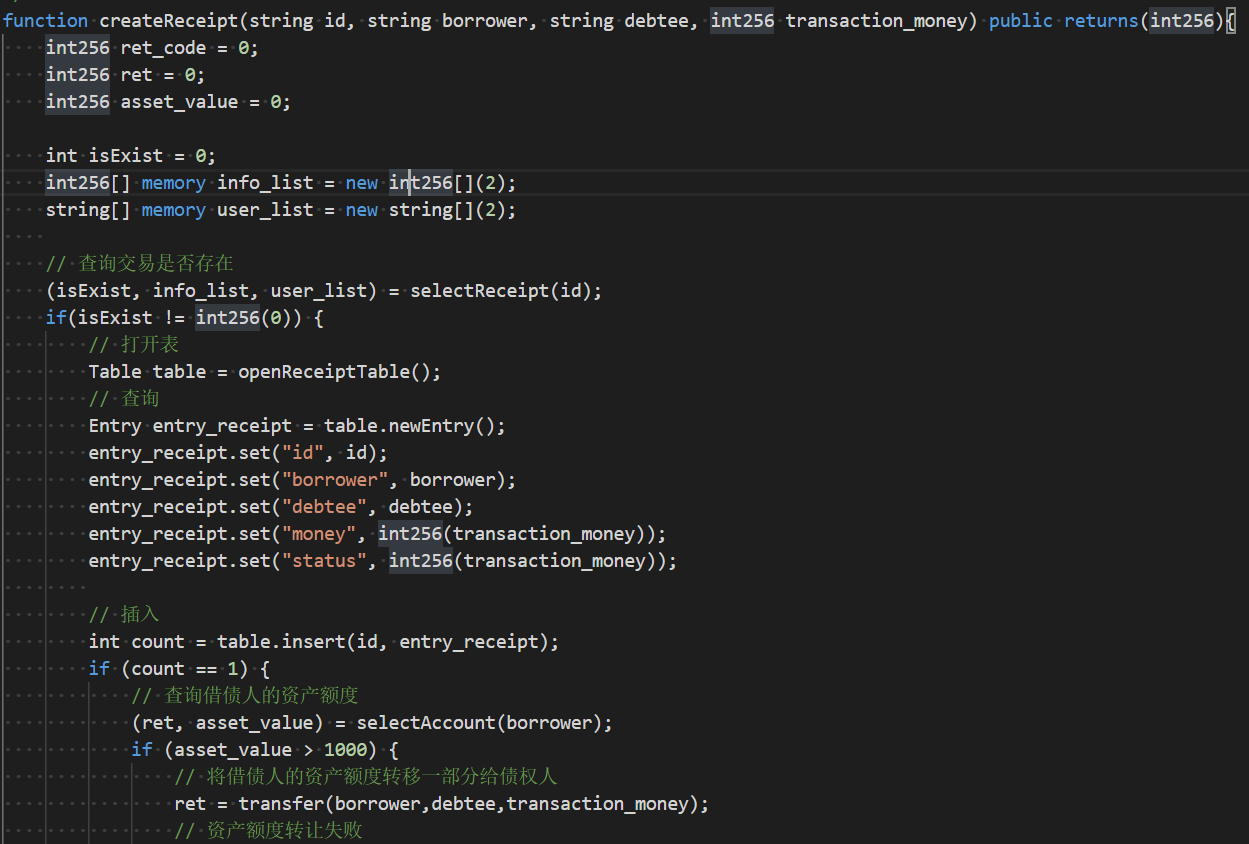 function createReceipt(string id, string borrower, string debtee, int256 transaction_money) public returns(int256){
int256 ret_code = 0;
int256 ret = 0;
int256 asset_value = 0;
int isExist = 0;
int256[] memory info_list = new int256[](2);
string[] memory user_list = new string[](2);
// 查询交易是否存在
(isExist, info_list, user_list) = selectReceipt(id);
if(isExist != int256(0)) {
// 打开表
Table table = openReceiptTable();
// 查询
Entry entry_receipt = table.newEntry();
entry_receipt.set("id", id);
entry_receipt.set("borrower", borrower);
entry_receipt.set("debtee", debtee);
entry_receipt.set("money", int256(transaction_money));
entry_receipt.set("status", int256(transaction_money));
// 插入
int count = table.insert(id, entry_receipt);
if (count == 1) {
// 查询借债人的资产额度
(ret, asset_value) = selectAccount(borrower);
if (asset_value > 1000) {
// 将借债人的资产额度转移一部分给债权人
ret = transfer(borrower,debtee,transaction_money);
// 资产额度转让失败